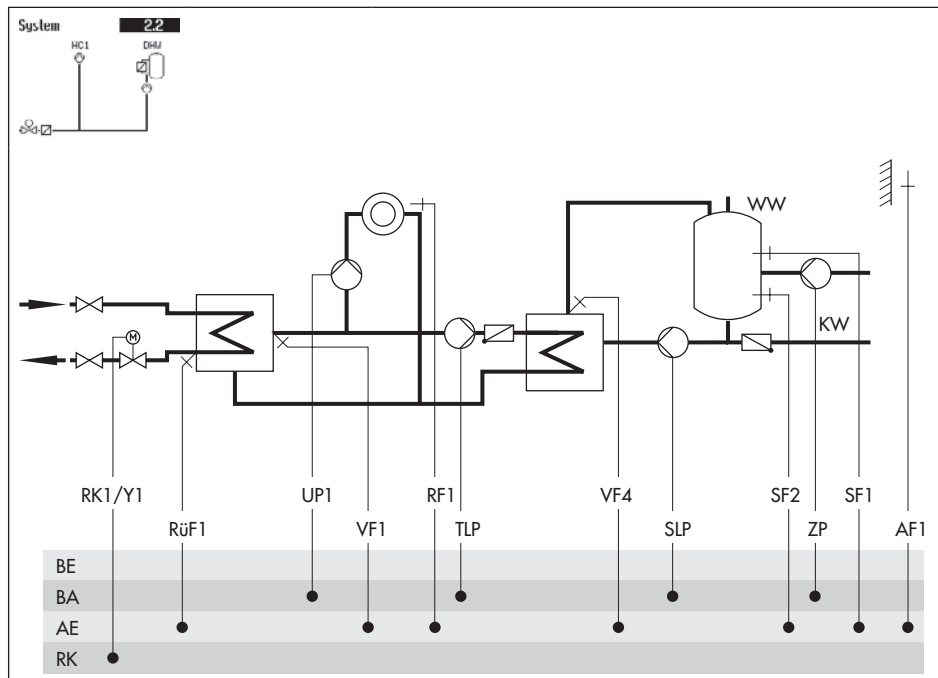 System 2.2
HC1 DHW
WW
KW
M
RK1/Y1 UP1 RF1 VF4 SF2 SF1
RüF1 VF1 TLP SLP ZP AF1
BE
BA
AE
RK